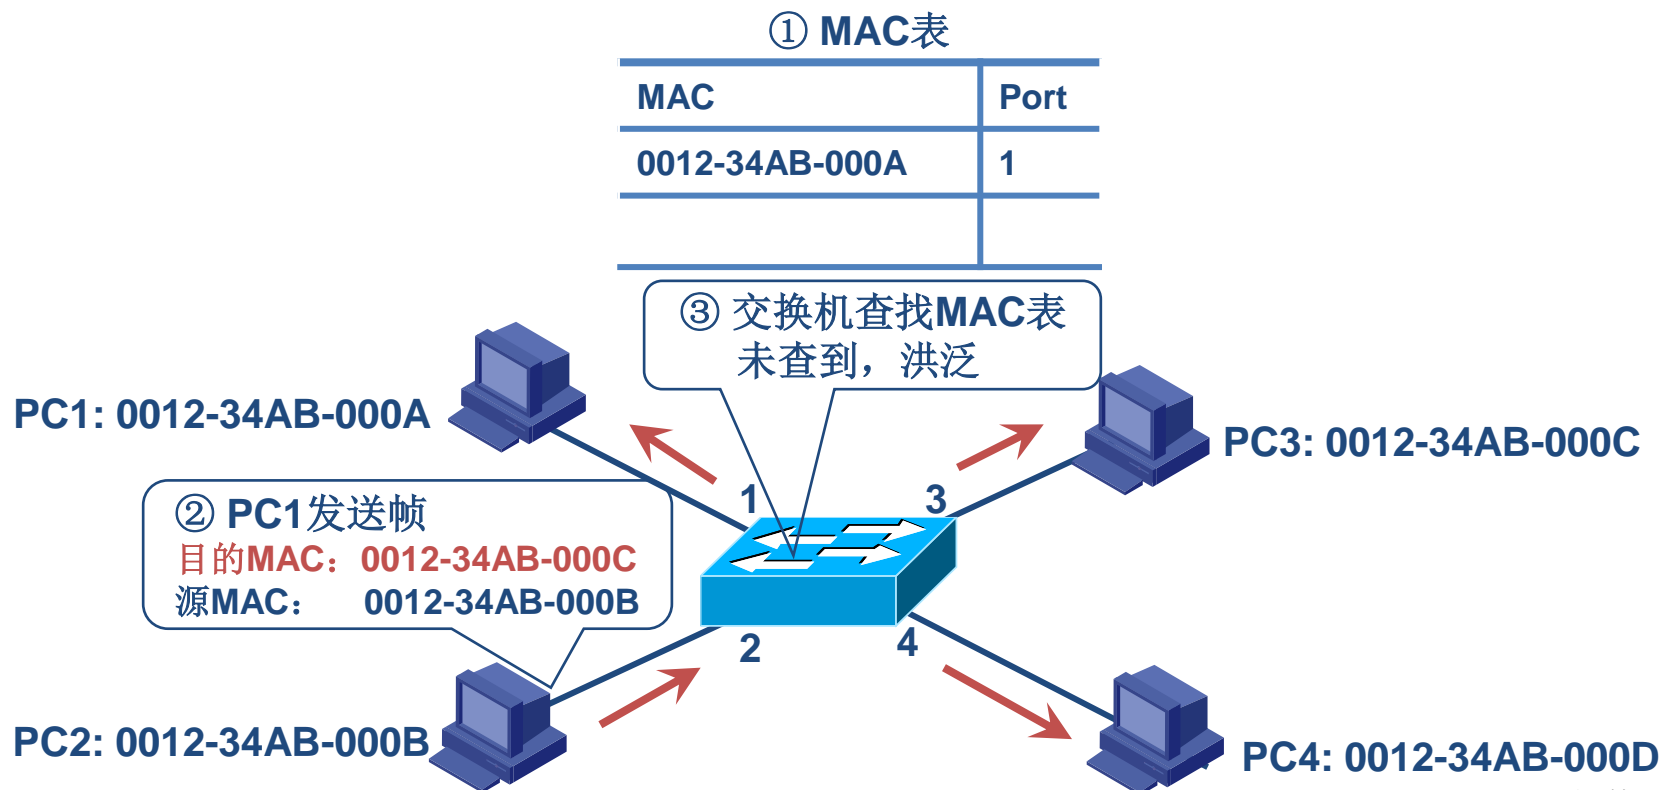 ① MAC表
MAC Port
0012-34AB-000A 1
③ 交换机查找MAC表
未查到，洪泛
PC1: 0012-34AB-000A
PC3: 0012-34AB-000C
1 3
② PC1发送帧
目的MAC：0012-34AB-000C
源MAC： 0012-34AB-000B
2 4
PC2: 0012-34AB-000B
PC4: 0012-34AB-000D